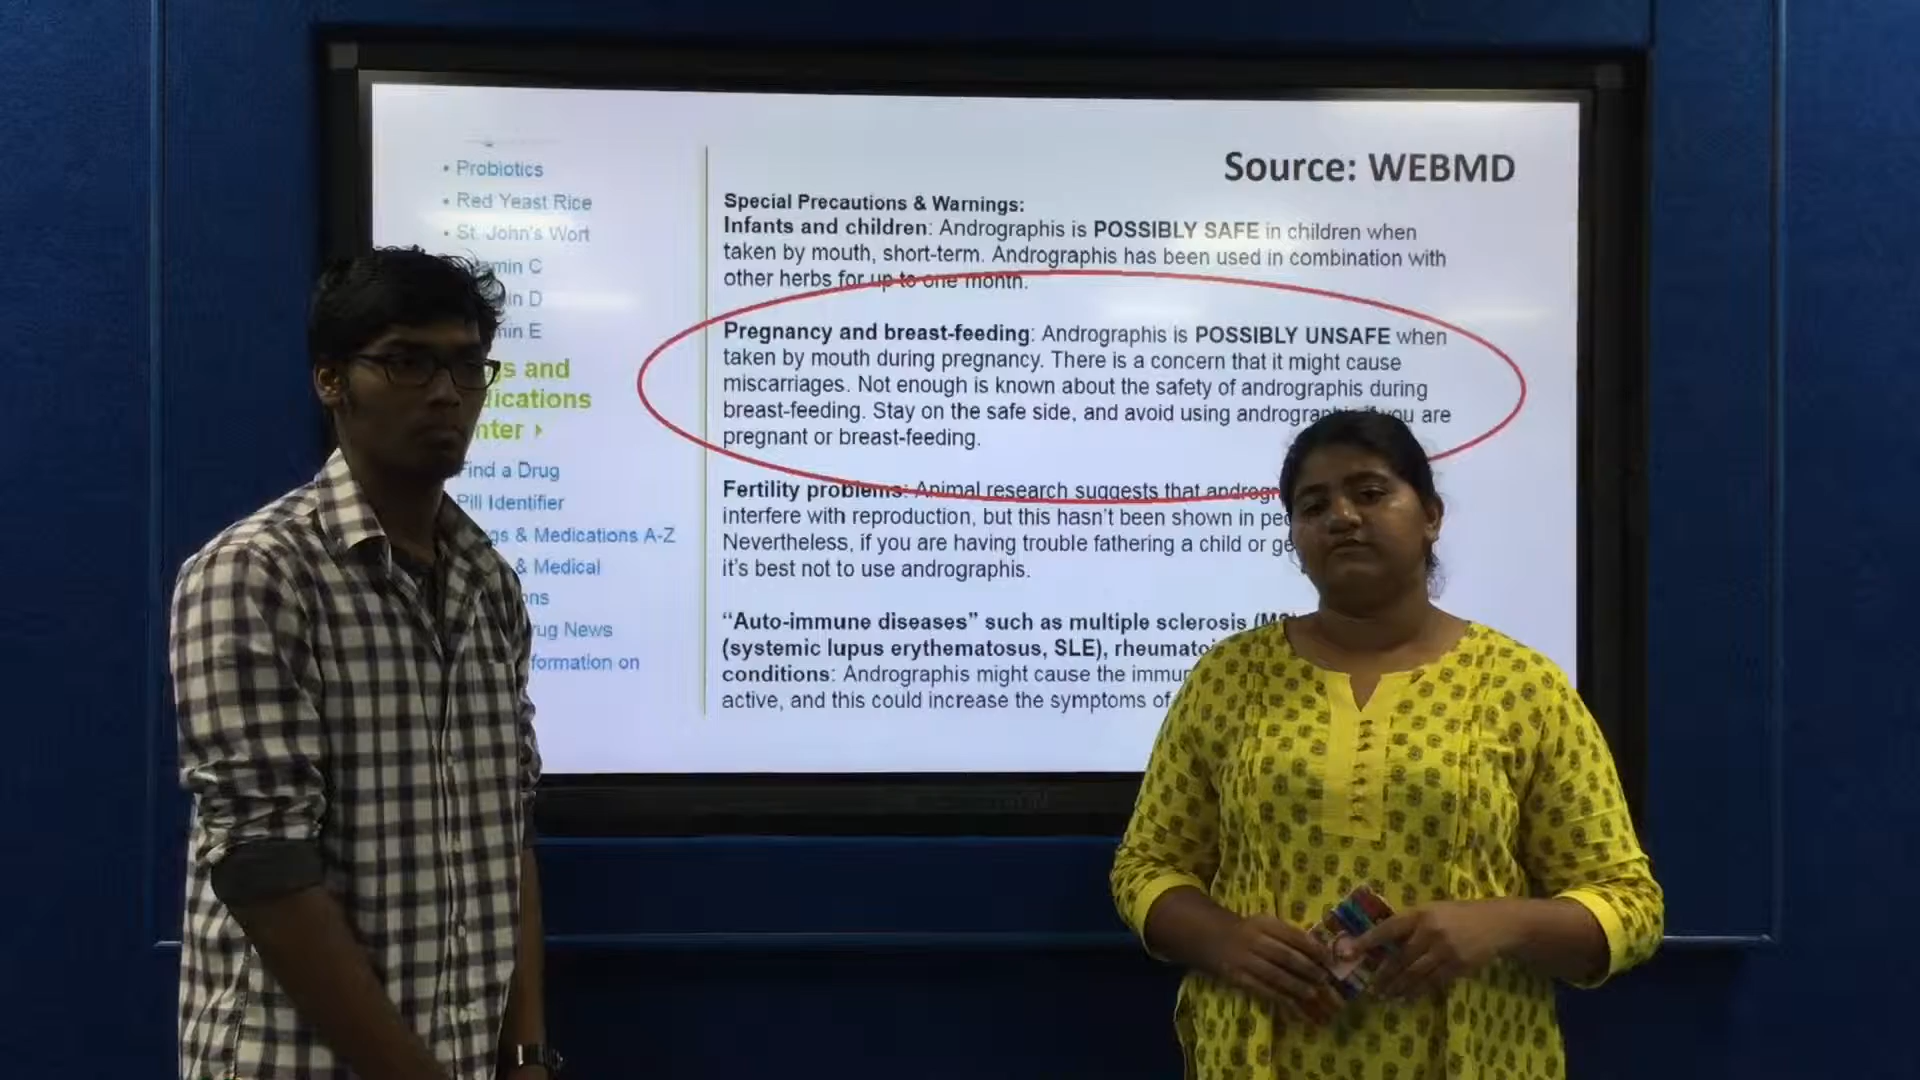 • Probiotics
• Red Yeast Rice
• St. John's Wort
C
D
E
and
Find a Drug
Pill Identifier
& Medications A-Z
& Medical
News
on
Source: WEBMD
Special Precautions & Warnings:
Infants and children: Andrographis is POSSIBLY SAFE in children when
taken by mouth, short-term. Andrographis has been used in combination with
other herbs for up to one month.
Pregnancy and breast-feeding: Andrographis is POSSIBLY UNSAFE when
taken by mouth during pregnancy. There is a concern that it might cause
miscarriages. Not enough is known about the safety of andrographis during
breast-feeding. Stay on the safe side, and avoid using andrographis if you are
pregnant or breast-feeding.
Fertility problems: Animal research suggests that
interfere with reproduction, but this hasn't been shown in
Nevertheless, if you are having trouble fathering a child or
it's best not to use andrographis.
“Auto-immune diseases” such as multiple sclerosis
(systemic lupus erythematosus, SLE),
conditions: Andrographis might cause the
active, and this could increase the symptoms of